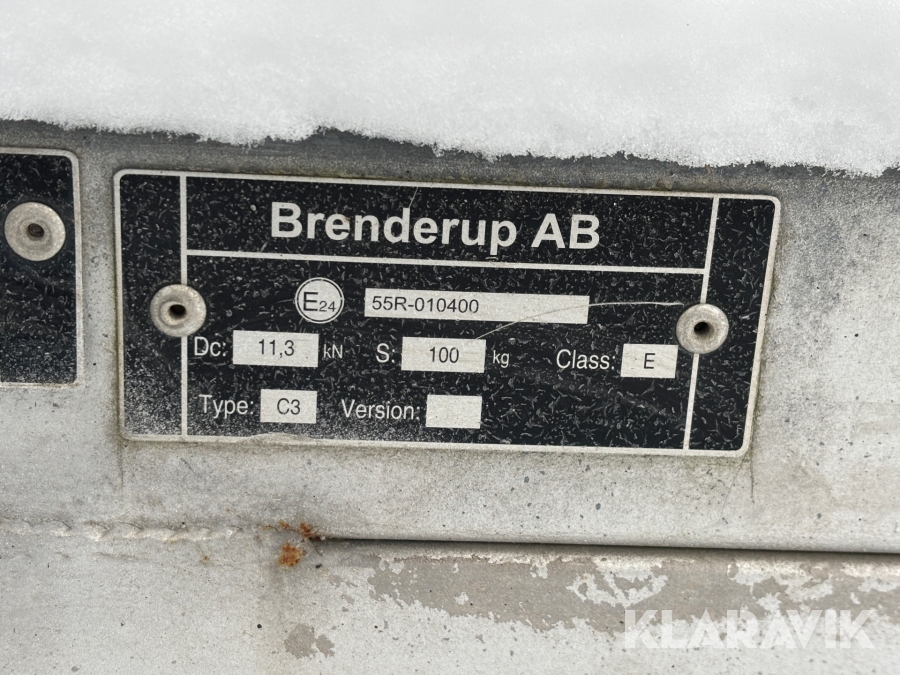 Brenderup AB
E24 55R-010400
Dc: 11,3 kN S: 100 kg Class: E
Type: C3 Version:
KLARAVIK